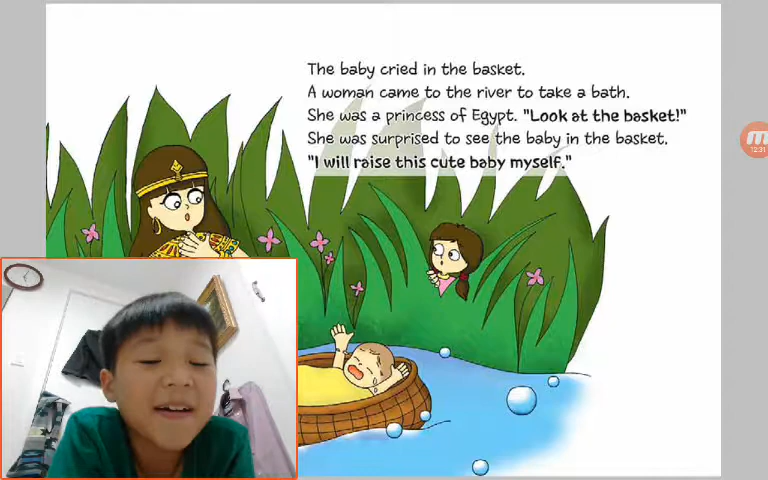 The baby cried in the basket.
A woman came to the river to take a bath.
She was a princess of Egypt. "Look at the basket!"
She was surprised to see the baby in the basket.
"I will raise this cute baby myself."
12:31